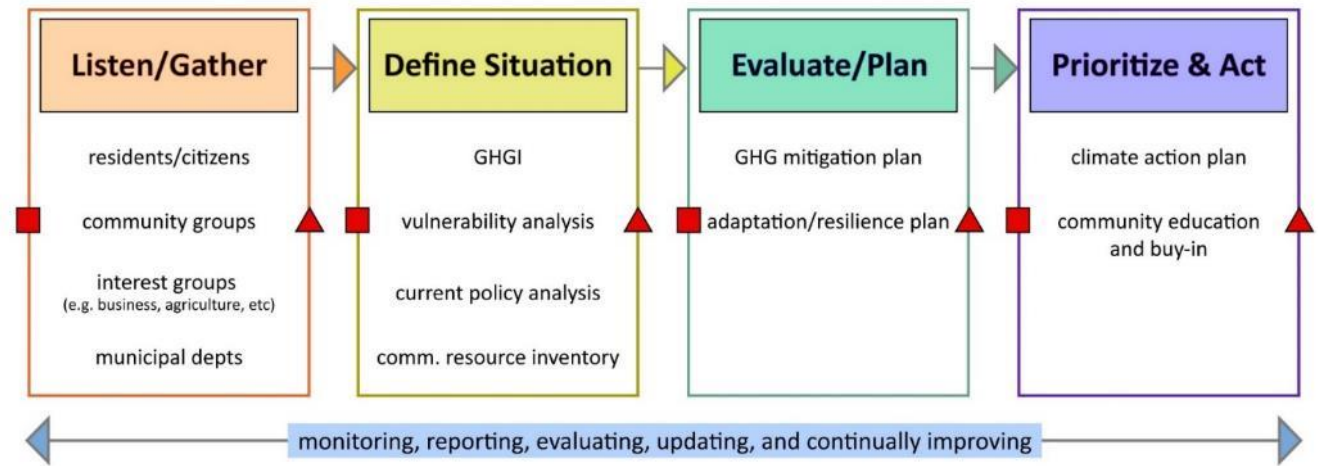 Listen/Gather
residents/citizens
community groups
interest groups
(e.g. business, agriculture, etc)
municipal depts
Define Situation
GHGI
vulnerability analysis
current policy analysis
comm. resource inventory
Evaluate/Plan
GHG mitigation plan
adaptation/resilience plan
Prioritize & Act
climate action plan
community education
and buy-in
monitoring, reporting, evaluating, updating, and continually improving